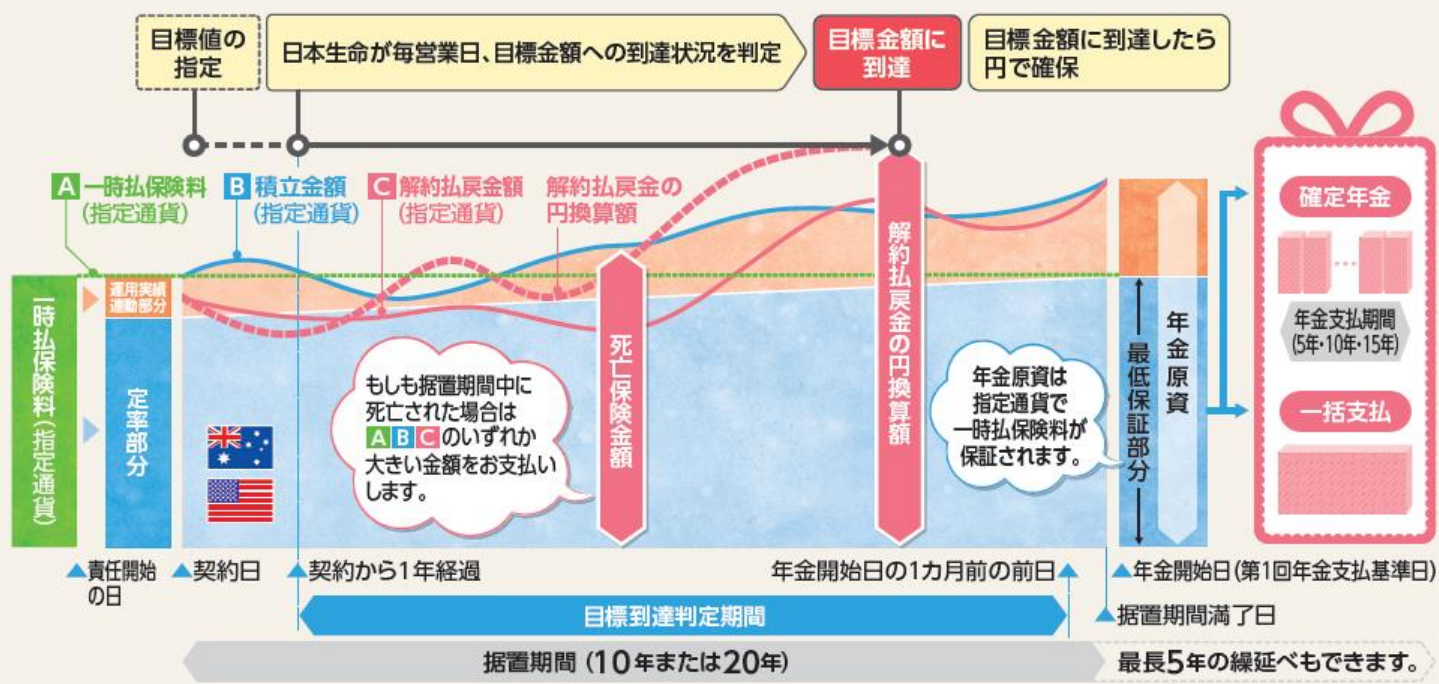 目標値の
指定
日本生命が毎営業日、目標金額への到達状況を判定
目標金額に
到達
目標金額に到達したら
円で確保
A 一時払保険料
(指定通貨)
B 積立金額
(指定通貨)
C 解約払戻金額
(指定通貨)
解約払戻金の
円換算額
一時払保険料(指定通貨)
運用実績
連動部分
定率部分
もしも据置期間中に
死亡された場合は
A B C のいずれか
大きい金額をお支払い
します。
死亡保険金額
解約払戻金の円換算額
年金原資は
指定通貨で
一時払保険料が
保証されます。
最低保証部分
年金原資
確定年金
…
年金支払期間
(5年・10年・15年)
一括支払
▲責任開始
の日
▲契約日
▲契約から1年経過
年金開始日の1カ月前の前日▲
▲年金開始日(第1回年金支払基準日)
目標到達判定期間
▲据置期間満了日
据置期間(10年または20年)
最長5年の繰延べもできます。